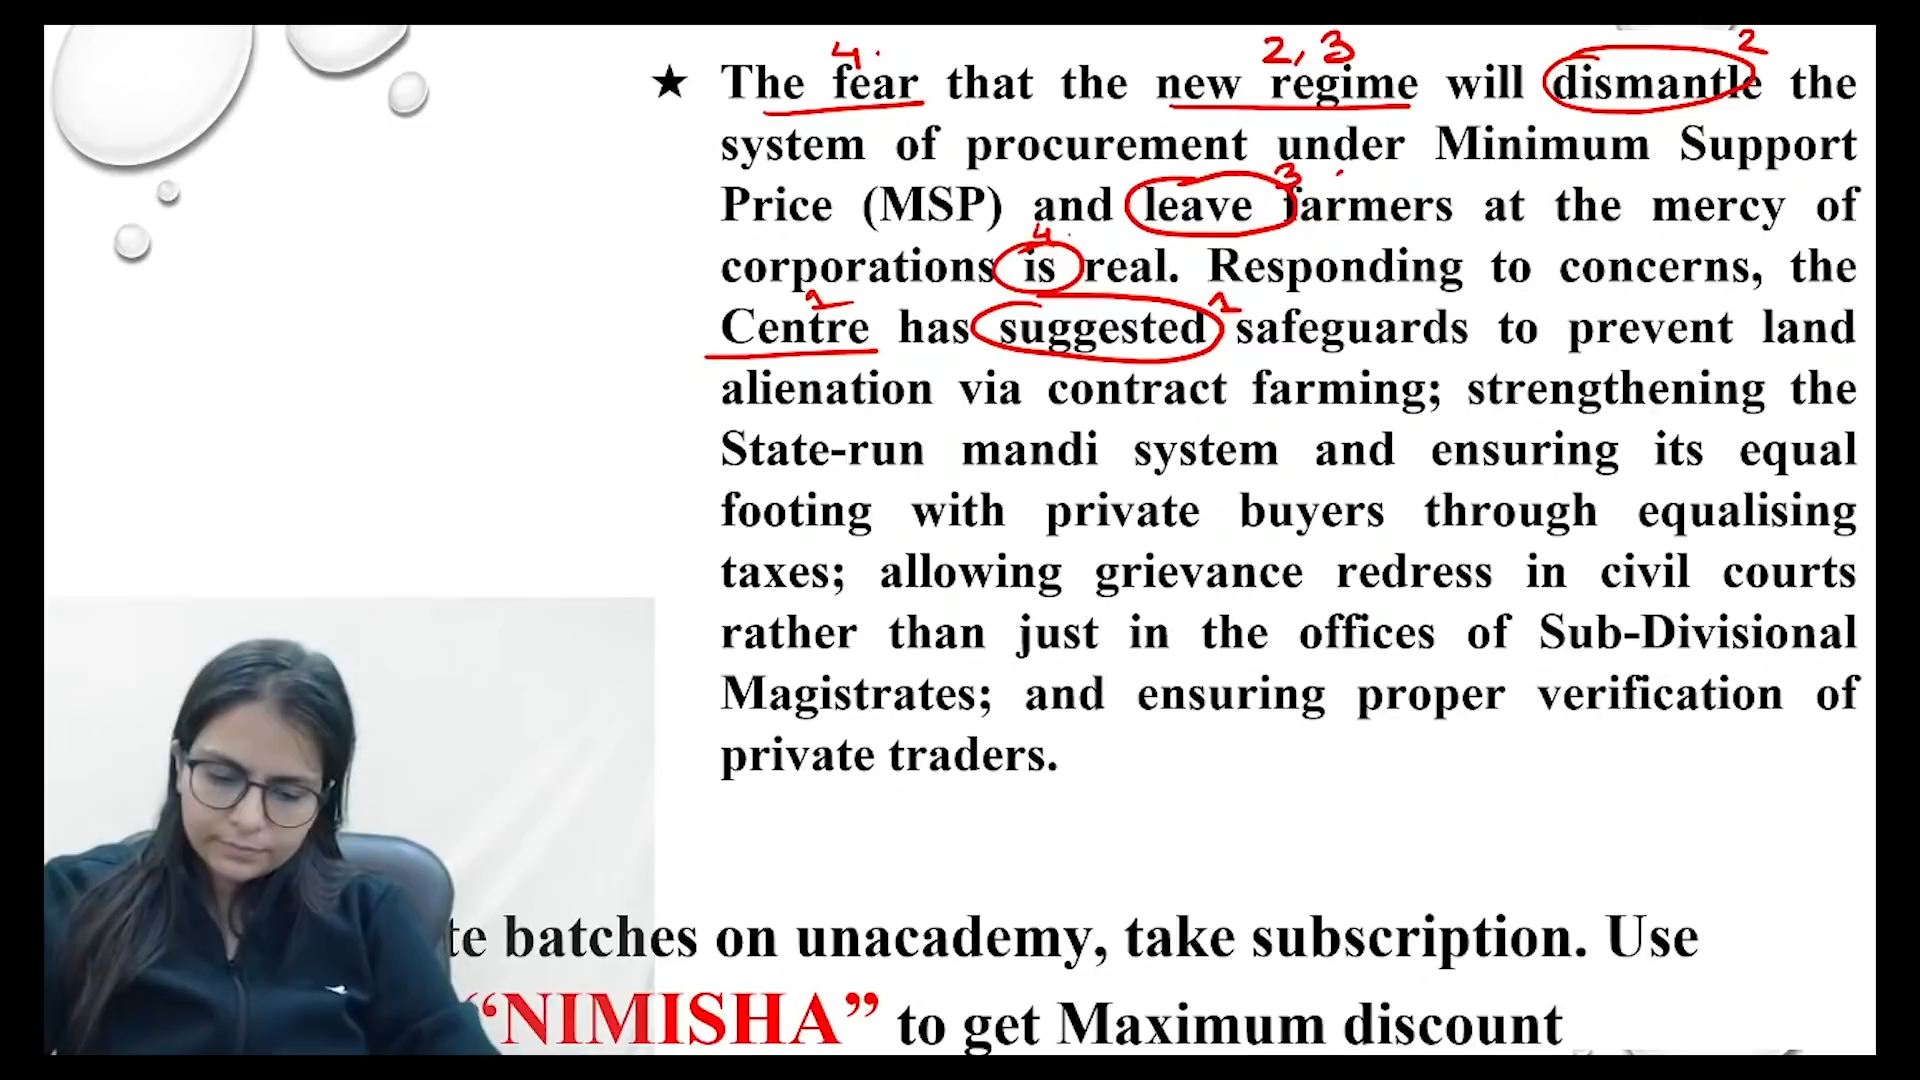 4.
2, 3
2
★ The fear that the new regime will dismantle the
system of procurement under Minimum Support
3
Price (MSP) and leave farmers at the mercy of
4
corporations is real. Responding to concerns, the
1
1
Centre has suggested safeguards to prevent land
alienation via contract farming; strengthening the
State-run mandi system and ensuring its equal
footing with private buyers through equalising
taxes; allowing grievance redress in civil courts
rather than just in the offices of Sub-Divisional
Magistrates; and ensuring proper verification of
private traders.
batches on unacademy, take subscription. Use
“NIMISHA” to get Maximum discount